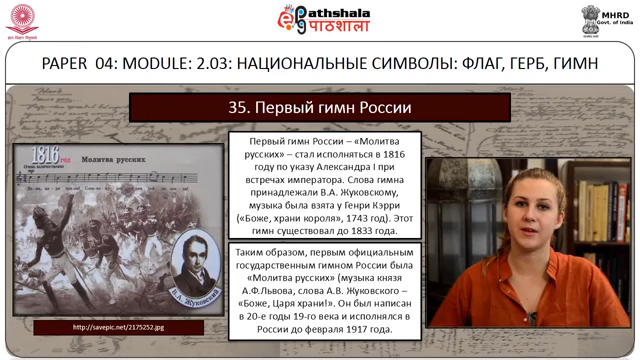 Pathshala
पाठशाला
MHRD
Govt. of India
PAPER 04: MODULE: 2.03: НАЦИОНАЛЬНЫЕ СИМВОЛЫ: ФЛАГ, ГЕРБ, ГИМН
35. Первый гимн России
1816 год
Молитва русских
В.А. Жуковский
http://savepic.net/2175252.jpg
Первый гимн России – «Молитва
русских» – стал исполняться в 1816
году по указу Александра I при
встречах императора. Слова гимна
принадлежали В.А. Жуковскому,
музыка была взята у Генри Кэрри
(«Боже, храни короля», 1743 год). Этот
гимн существовал до 1833 года.
Таким образом, первым официальным
государственным гимном России была
«Молитва русских» (музыка князя
А.Ф.Львова, слова А.В. Жуковского –
«Боже, Царя храни!». Он был написан
в 20-е годы 19-го века и исполнялся в
России до февраля 1917 года.